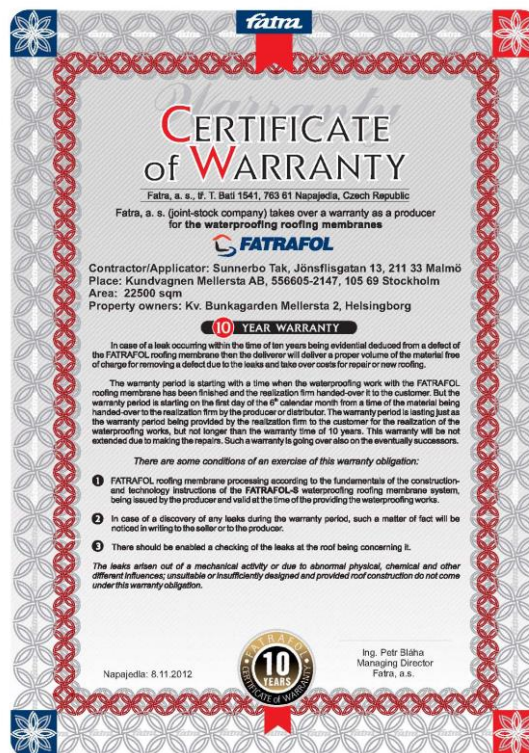 fatra
Warranty
CERTIFICATE
of WARRANTY
Fatra, a. s., tř. T. Bati 1541, 763 61 Napajedla, Czech Republic
Fatra, a. s. (joint-stock company) takes over a warranty as a producer
for the waterproofing roofing membranes
FATRAFOL
Contractor/Applicator: Sunnerbo Tak, Jönsflisgatan 13, 211 33 Malmö
Place: Kundvagnen Mellersta AB, 556605-2147, 105 69 Stockholm
Area: 22500 sqm
Property owners: Kv. Bunkagarden Mellersta 2, Helsingborg
10 YEAR WARRANTY
In case of a leak occurring within the time of ten years being evidential deduced from a defect of
the FATRAFOL roofing membrane then the deliverer will deliver a proper volume of the material free
of charge for removing a defect due to the leaks and take over costs for repair or new roofing.
The warranty period is starting with a time when the waterproofing work with the FATRAFOL
roofing membrane has been finished and the realization firm handed-over it to the customer. But the
warranty period is starting on the first day of the 6th calendar month from a time of the material being
handed-over to the realization firm by the producer or distributor. The warranty period is lasting just as
the warranty period being provided by the realization firm to the customer for the realization of the
waterproofing works, but not longer than the warranty time of 10 years. This warranty will be not
extended due to making the repairs. Such a warranty is going over also on the eventually successors.
There are some conditions of an exercise of this warranty obligation:
1 FATRAFOL roofing membrane processing according to the fundamentals of the construction-
and technology instructions of the FATRAFOL-S waterproofing roofing membrane system,
being issued by the producer and valid at the time of the providing the waterproofing works.
2 In case of a discovery of any leaks during the warranty period, such a matter of fact will be
noticed in writing to the seller or to the producer.
3 There should be enabled a checking of the leaks at the roof being concerning it.
The leaks arisen out of a mechanical activity or due to abnormal physical, chemical and other
different influences; unsuitable or insufficiently designed and provided roof construction do not come
under this warranty obligation.
Napajedla: 8.11.2012
FATRAFOL
10
YEARS
CERTIFICATE of WARRANTY
Ing. Petr Bláha
Managing Director
Fatra, a.s.